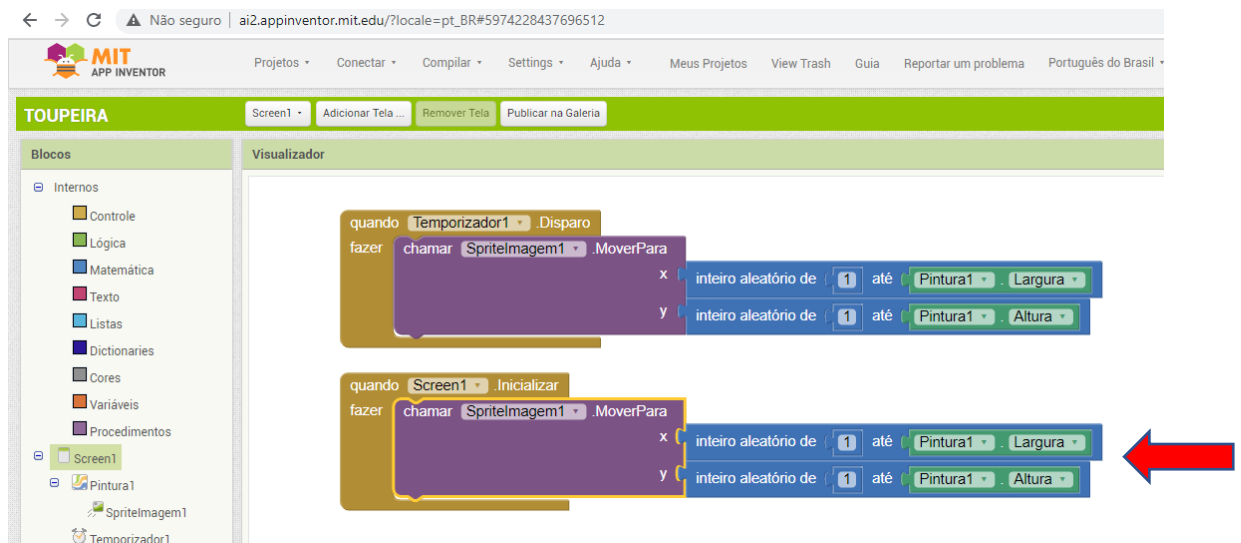 Não seguro | ai2.appinventor.mit.edu/?locale=pt_BR#5974228437696512
MIT
APP INVENTOR
Projetos Conectar Compilar Settings Ajuda Meus Projetos View Trash Guia Reportar um problema Português do Brasil
TOUPEIRA
Screen1 Adicionar Tela ... Remover Tela Publicar na Galeria
Blocos
Visualizador
Internos
Controle
Lógica
Matemática
Texto
Listas
Dictionaries
Cores
Variáveis
Procedimentos
Screen1
Pintura1
SpriteImagem1
Temporizador1
quando Temporizador1 .Disparo
fazer chamar SpriteImagem1 .MoverPara
x inteiro aleatório de 1 até Pintura1 . Largura
y inteiro aleatório de 1 até Pintura1 . Altura
quando Screen1 .Inicializar
fazer chamar SpriteImagem1 .MoverPara
x inteiro aleatório de 1 até Pintura1 . Largura
y inteiro aleatório de 1 até Pintura1 . Altura